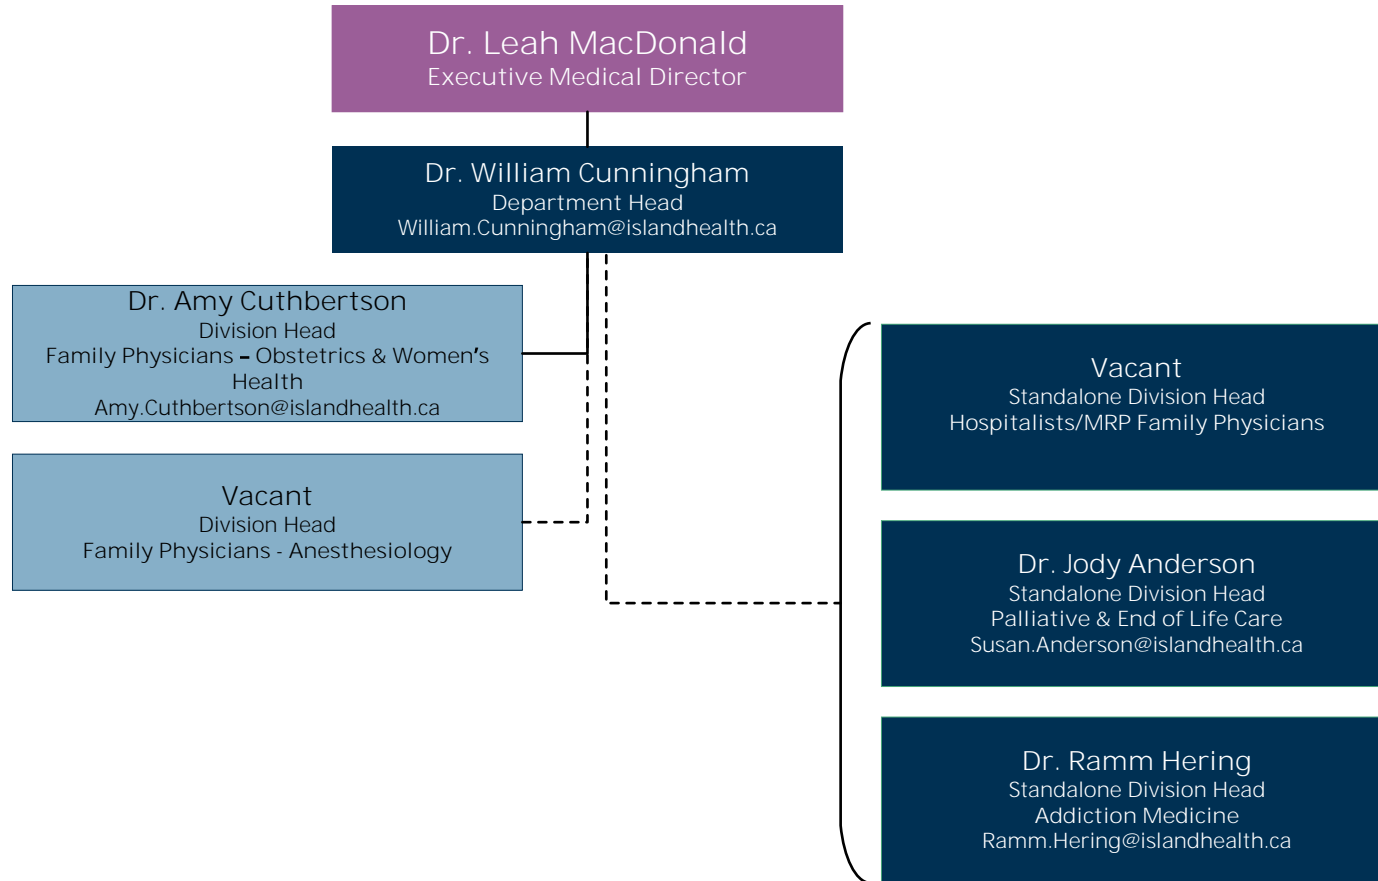 Dr. Leah MacDonald
Executive Medical Director
Dr. William Cunningham
Department Head
William.Cunningham@islandhealth.ca
Dr. Amy Cuthbertson
Division Head
Family Physicians – Obstetrics & Women's
Health
Amy.Cuthbertson@islandhealth.ca
Vacant
Division Head
Family Physicians - Anesthesiology
Vacant
Standalone Division Head
Hospitalists/MRP Family Physicians
Dr. Jody Anderson
Standalone Division Head
Palliative & End of Life Care
Susan.Anderson@islandhealth.ca
Dr. Ramm Hering
Standalone Division Head
Addiction Medicine
Ramm.Hering@islandhealth.ca